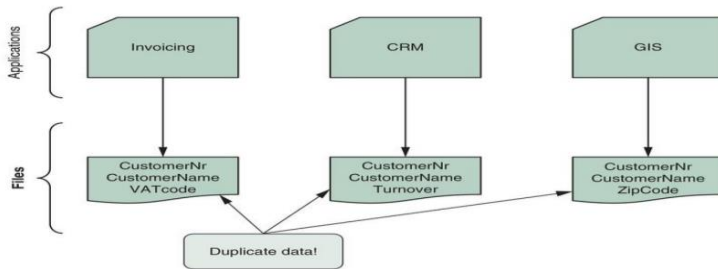 Applications
Invoicing
CRM
GIS
Files
CustomerNr
CustomerName
VATcode
CustomerNr
CustomerName
Turnover
CustomerNr
CustomerName
ZipCode
Duplicate data!